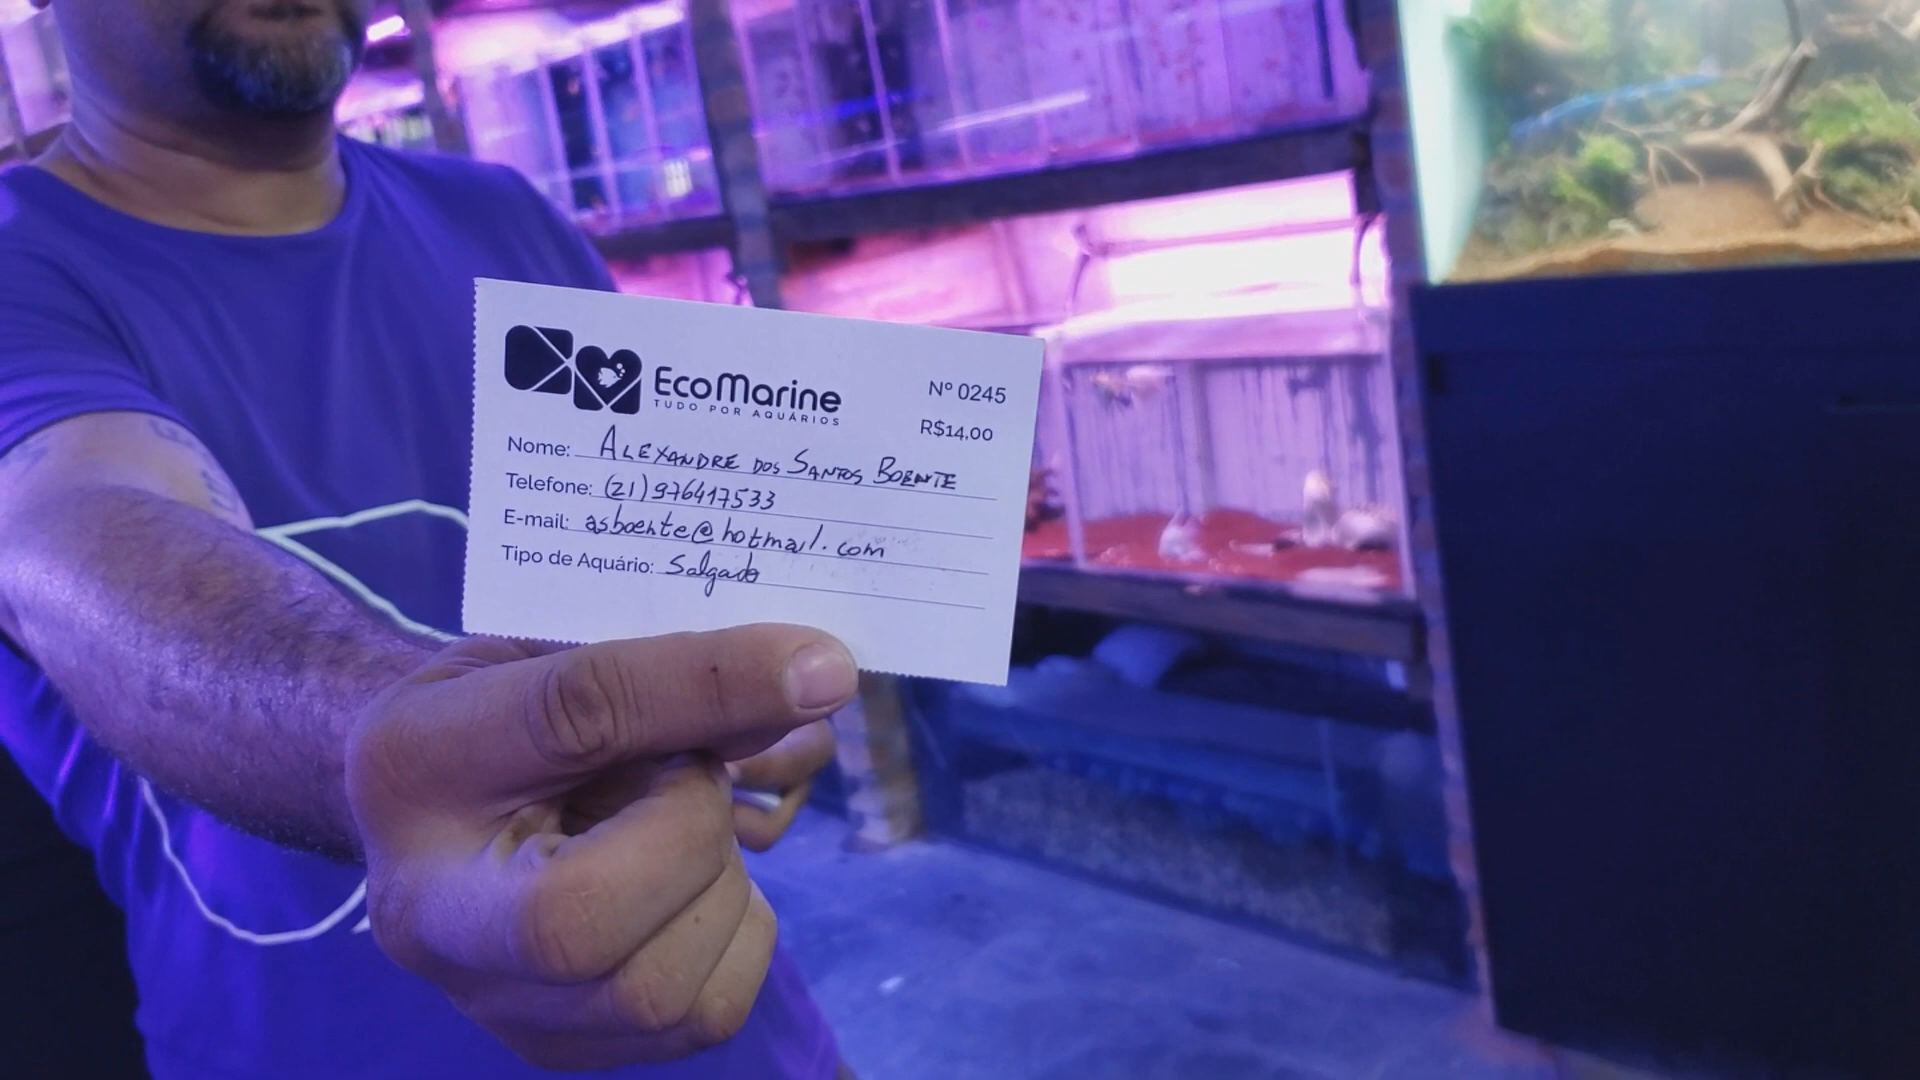 EcoMarine
TUDO POR AQUÁRIOS
Nº 0245
R$14,00
Nome: ALEXANDRE DOS SANTOS BOENTE
Telefone: (21) 976417533
E-mail: asboente@hotmail.com
Tipo de Aquário: Salgado